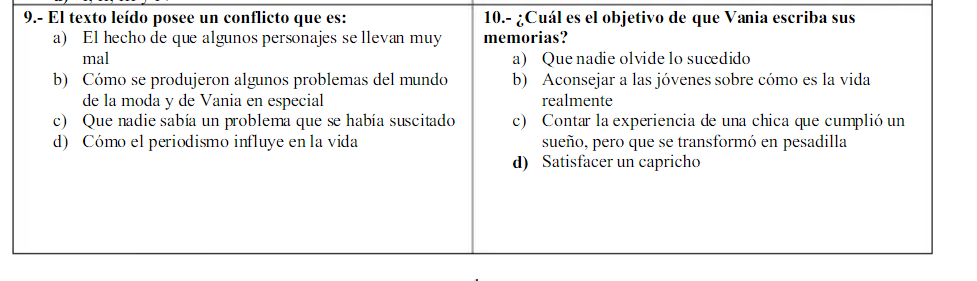 9.- El texto leído posee un conflicto que es:
a) El hecho de que algunos personajes se llevan muy
mal
b) Cómo se produjeron algunos problemas del mundo
de la moda y de Vania en especial
c) Que nadie sabía un problema que se había suscitado
d) Cómo el periodismo influye en la vida
10.- ¿Cuál es el objetivo de que Vania escriba sus
memorias?
a) Que nadie olvide lo sucedido
b) Aconsejar a las jóvenes sobre cómo es la vida
realmente
c) Contar la experiencia de una chica que cumplió un
sueño, pero que se transformó en pesadilla
d) Satisfacer un capricho